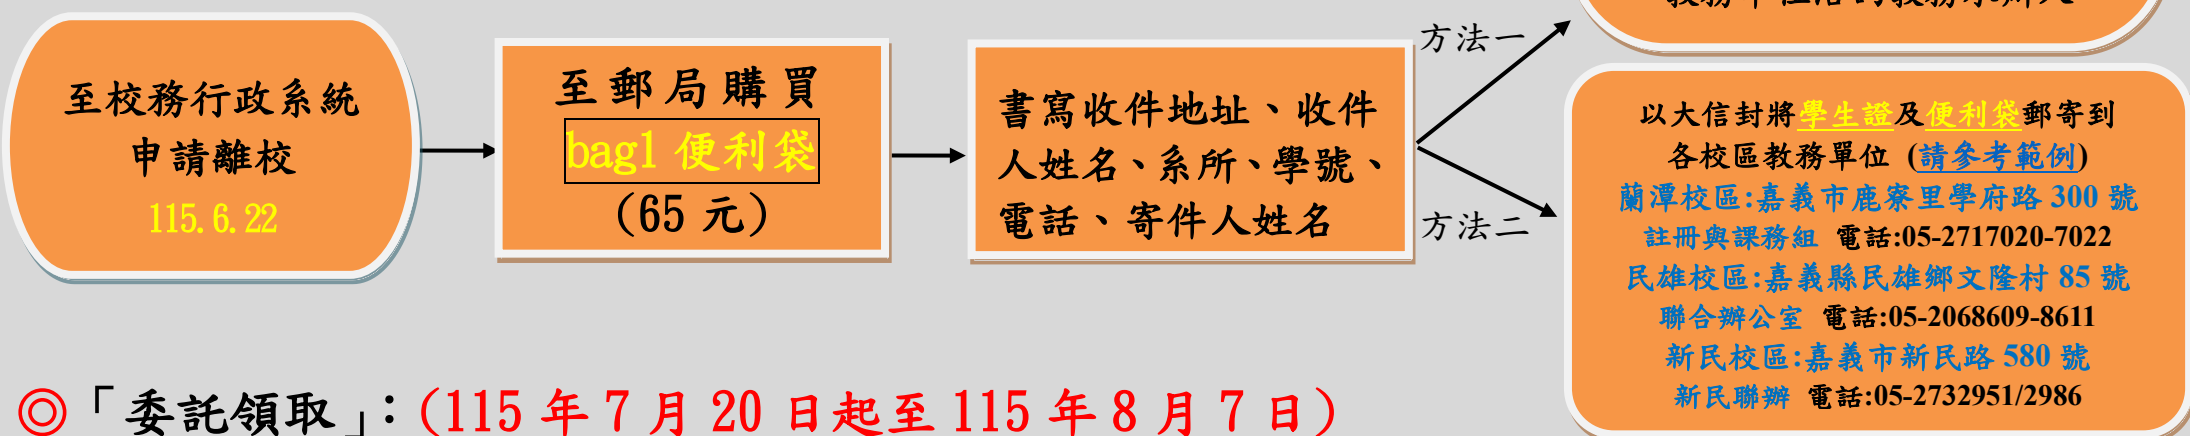 至校務行政系統
申請離校
115.6.22
至郵局購買
bag1 便利袋
(65 元)
書寫收件地址、收件
人姓名、系所、學號、
電話、寄件人姓名
方法一
方法二
以大信封將學生證及便利袋郵寄到
各校區教務單位 (請參考範例)
蘭潭校區:嘉義市鹿寮里學府路 300 號
註冊與課務組 電話:05-2717020-7022
民雄校區:嘉義縣民雄鄉文隆村 85 號
聯合辦公室 電話:05-2068609-8611
新民校區:嘉義市新民路 580 號
新民聯辦 電話:05-2732951/2986
◎「委託領取」:(115 年 7 月 20 日起至 115 年 8 月 7 日)